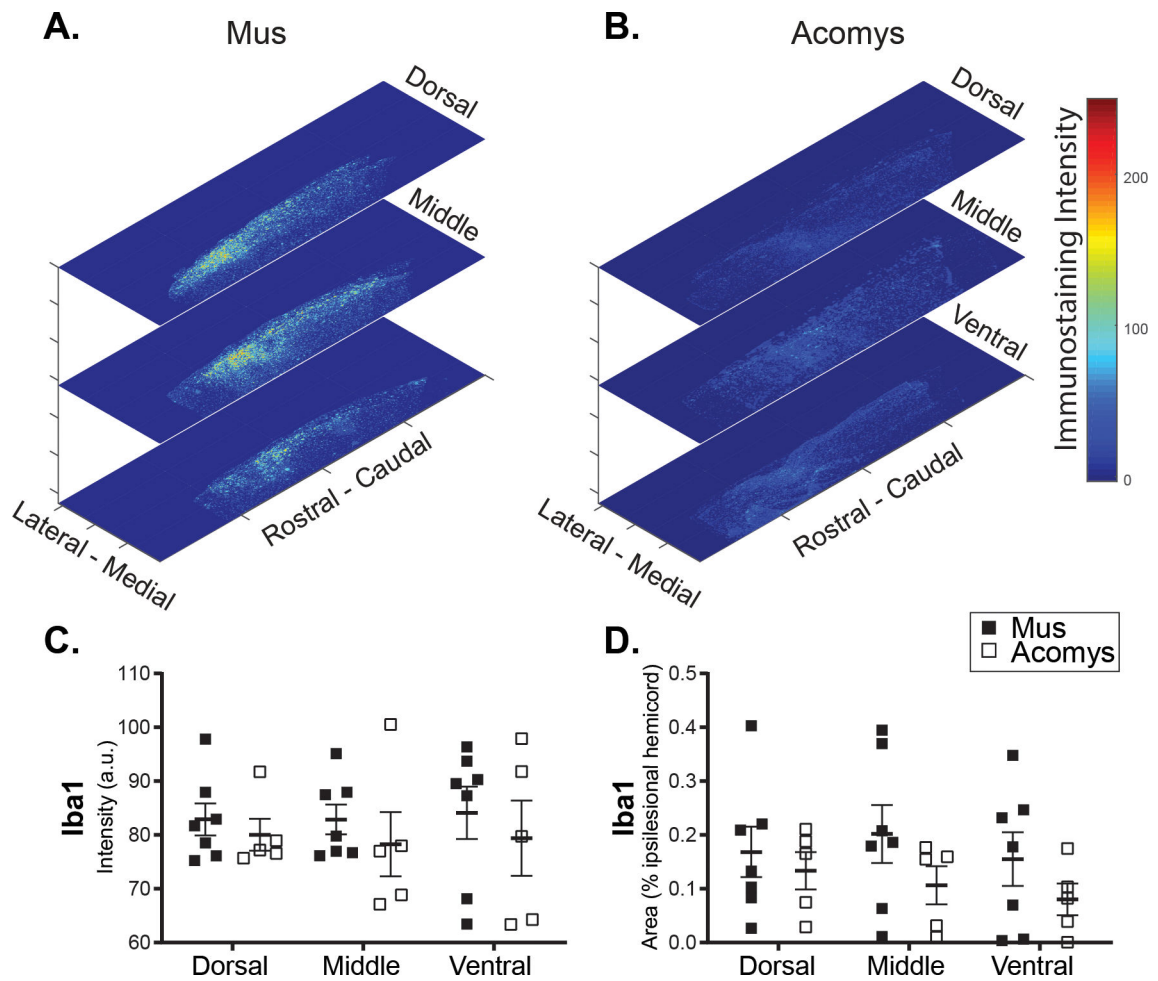 A.
Mus
Dorsal
Middle
Lateral - Medial
Rostral - Caudal
B.
Acomys
Dorsal
Middle
Ventral
Lateral - Medial
Rostral - Caudal
Immunostaining Intensity
200
100
0
C.
Iba1
Intensity (a.u.)
110
100
90
80
70
60
Dorsal
Middle
Ventral
D.
Mus
Acomys
Iba1
Area (% ipsilesional hemicord)
0.5
0.4
0.3
0.2
0.1
0.0
Dorsal
Middle
Ventral